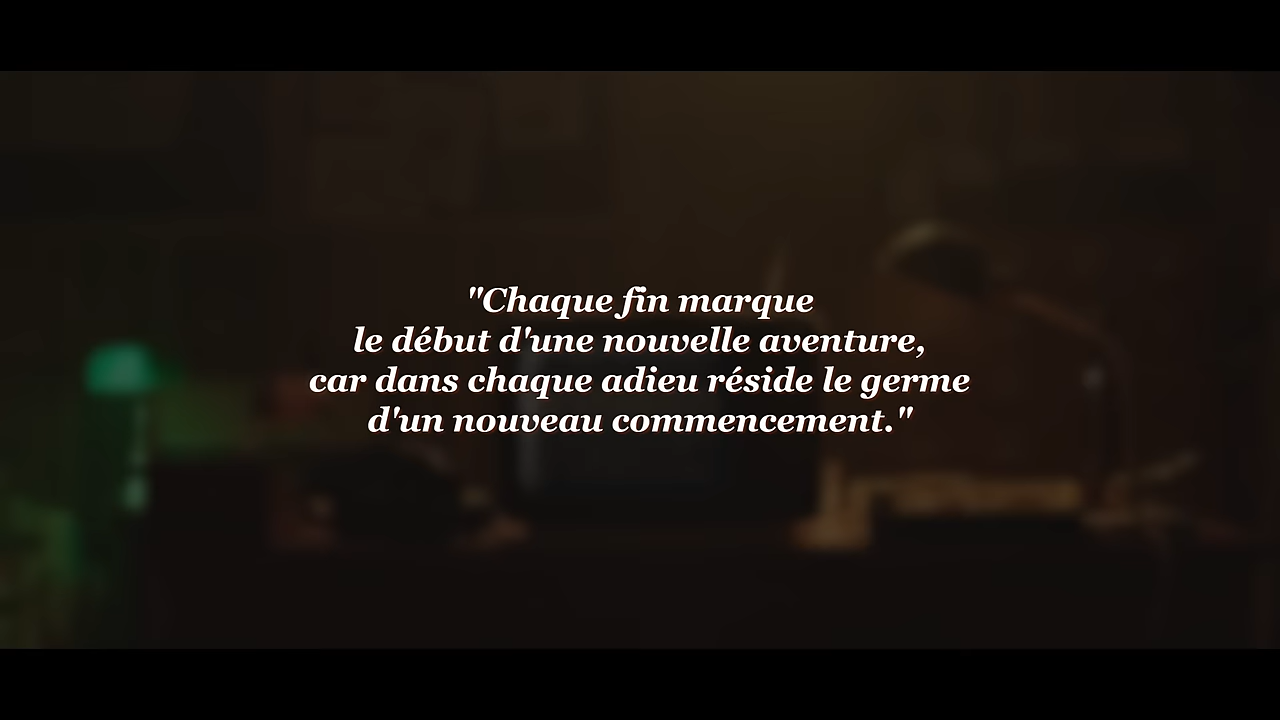 "Chaque fin marque
le début d'une nouvelle aventure,
car dans chaque adieu réside le germe
d'un nouveau commencement."